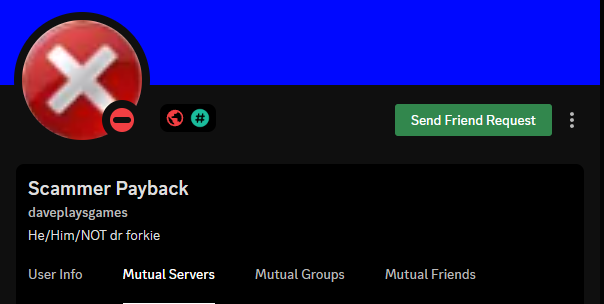 Send Friend Request
Scammer Payback
daveplaysgames
He/Him/NOT dr forkie
User Info Mutual Servers Mutual Groups Mutual Friends